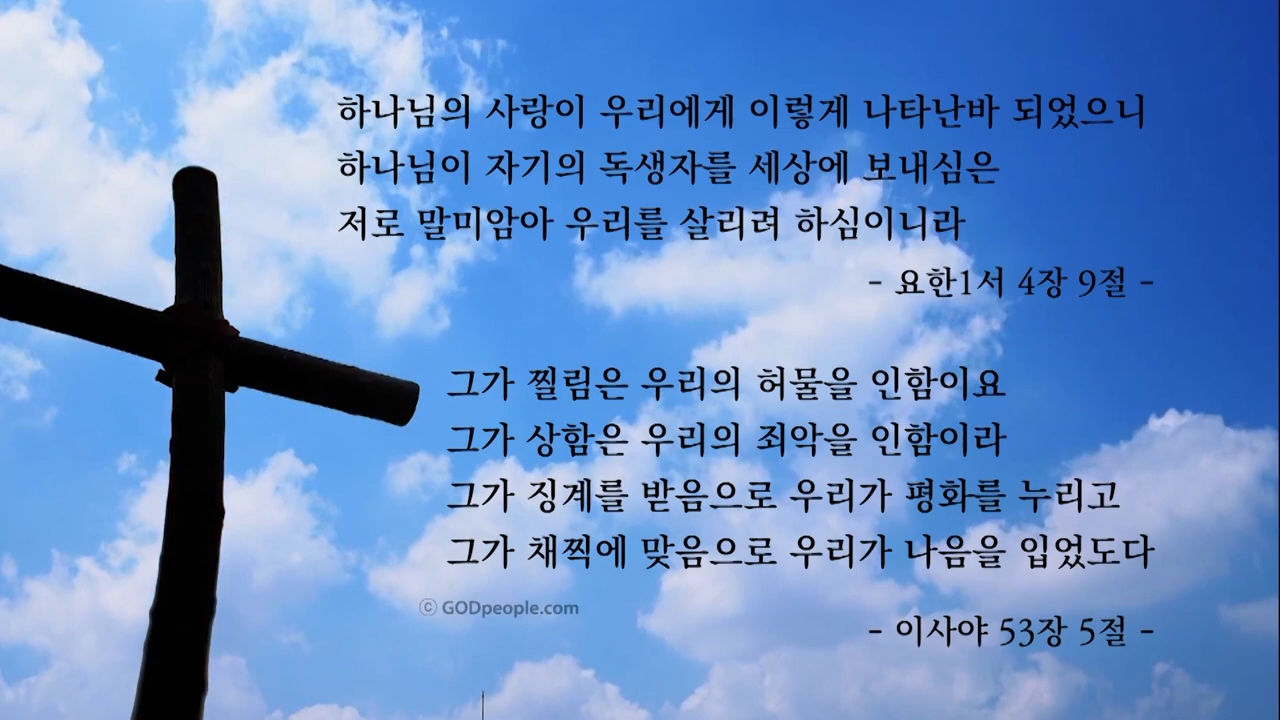 하나님의 사랑이 우리에게 이렇게 나타난바 되었으니
하나님이 자기의 독생자를 세상에 보내심은
저로 말미암아 우리를 살리려 하심이니라
- 요한1서 4장 9절 -
그가 찔림은 우리의 허물을 인함이요
그가 상함은 우리의 죄악을 인함이라
그가 징계를 받음으로 우리가 평화를 누리고
그가 채찍에 맞음으로 우리가 나음을 입었도다
ⓒ GODpeople.com
- 이사야 53장 5절 -